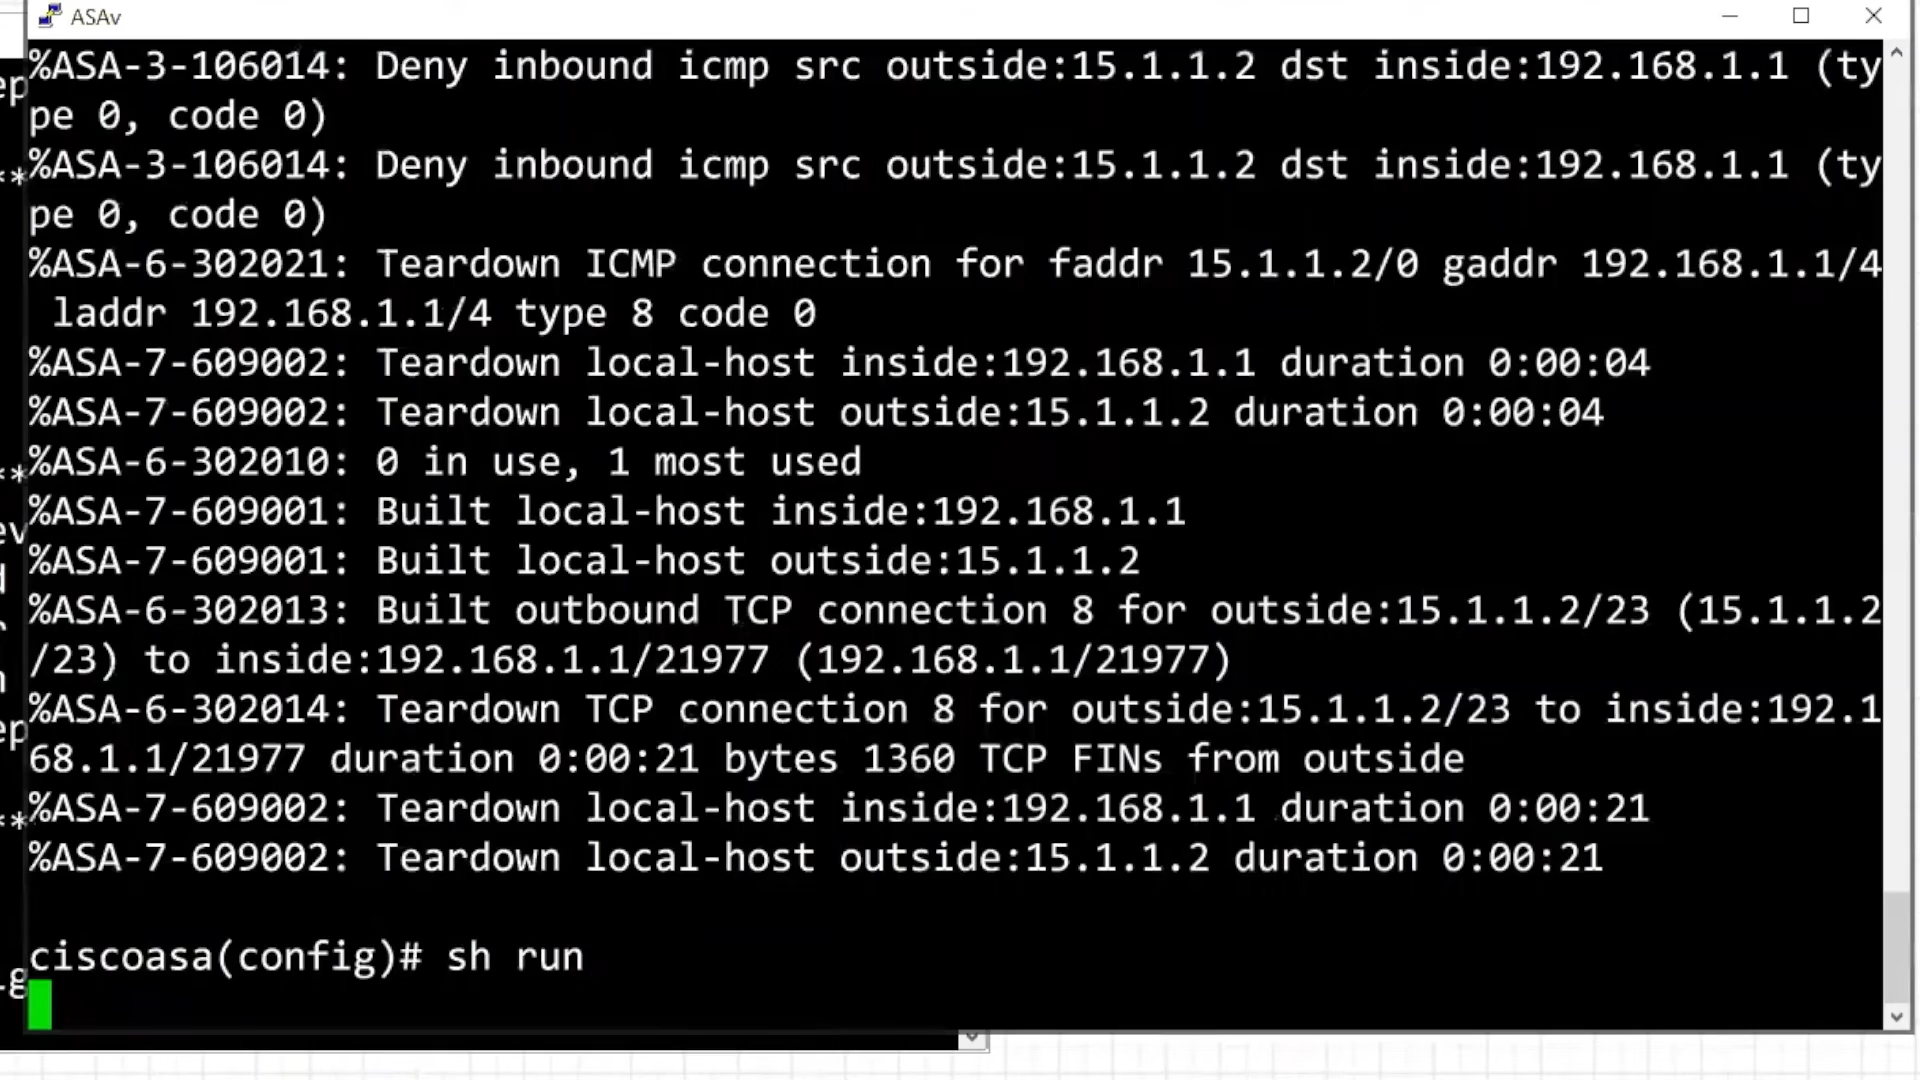 ASAv
%ASA-3-106014: Deny inbound icmp src outside:15.1.1.2 dst inside:192.168.1.1 (ty
pe 0, code 0)
%ASA-3-106014: Deny inbound icmp src outside:15.1.1.2 dst inside:192.168.1.1 (ty
pe 0, code 0)
%ASA-6-302021: Teardown ICMP connection for faddr 15.1.1.2/0 gaddr 192.168.1.1/4
 laddr 192.168.1.1/4 type 8 code 0
%ASA-7-609002: Teardown local-host inside:192.168.1.1 duration 0:00:04
%ASA-7-609002: Teardown local-host outside:15.1.1.2 duration 0:00:04
%ASA-6-302010: 0 in use, 1 most used
%ASA-7-609001: Built local-host inside:192.168.1.1
%ASA-7-609001: Built local-host outside:15.1.1.2
%ASA-6-302013: Built outbound TCP connection 8 for outside:15.1.1.2/23 (15.1.1.2
/23) to inside:192.168.1.1/21977 (192.168.1.1/21977)
%ASA-6-302014: Teardown TCP connection 8 for outside:15.1.1.2/23 to inside:192.1
68.1.1/21977 duration 0:00:21 bytes 1360 TCP FINs from outside
%ASA-7-609002: Teardown local-host inside:192.168.1.1 duration 0:00:21
%ASA-7-609002: Teardown local-host outside:15.1.1.2 duration 0:00:21
ciscoasa(config)# sh run